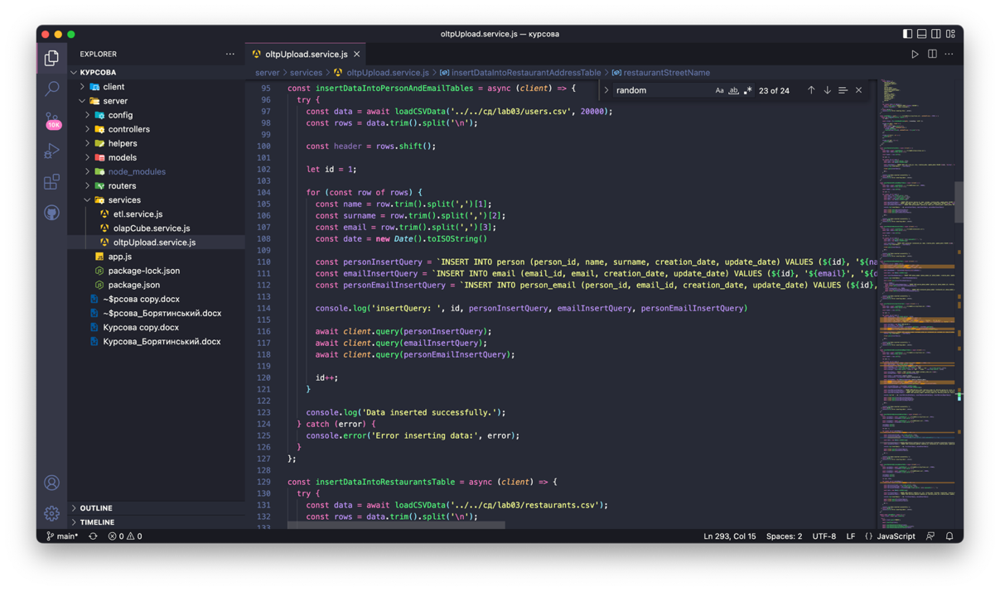 oltpUpload.service.js — курсова
EXPLORER
КУРСОВА
client
server
config
controllers
helpers
models
node_modules
routers
services
etl.service.js
olapCube.service.js
oltpUpload.service.js
app.js
package-lock.json
package.json
~$рсова copy.docx
~$рсова_Борятинський.docx
Курсова copy.docx
Курсова_Борятинський.docx
OUTLINE
TIMELINE
10K
oltpUpload.service.js
server > services > oltpUpload.service.js > insertDataIntoRestaurantAddressTable > restaurantStreetName
random Aa ab 23 of 24
95 const insertDataIntoPersonAndEmailTables = async (client) => {
96 try {
97 const data = await loadCSVData('../../сд/lab03/users.csv', 20000);
98 const rows = data.trim().split('\n');
99
100 const header = rows.shift();
101
102 let id = 1;
103
104 for (const row of rows) {
105 const name = row.trim().split(',')[1];
106 const surname = row.trim().split(',')[2];
107 const email = row.trim().split(',')[3];
108 const date = new Date().toISOString()
109
110 const personInsertQuery = `INSERT INTO person (person_id, name, surname, creation_date, update_date) VALUES (${id}, '${na
111 const emailInsertQuery = `INSERT INTO email (email_id, email, creation_date, update_date) VALUES (${id}, '${email}', '${d
112 const personEmailInsertQuery = `INSERT INTO person_email (person_id, email_id, creation_date, update_date) VALUES (${id},
113
114 console.log('insertQuery: ', id, personInsertQuery, emailInsertQuery, personEmailInsertQuery)
115
116 await client.query(personInsertQuery);
117 await client.query(emailInsertQuery);
118 await client.query(personEmailInsertQuery);
119
120 id++;
121 }
122
123 console.log('Data inserted successfully.');
124 } catch (error) {
125 console.error('Error inserting data:', error);
126 }
127 };
128
129 const insertDataIntoRestaurantsTable = async (client) => {
130 try {
131 const data = await loadCSVData('../../сд/lab03/restaurants.csv');
132 const rows = data.trim().split('\n');
133
main* 0 0 Ln 293, Col 15 Spaces: 2 UTF-8 LF {} JavaScript